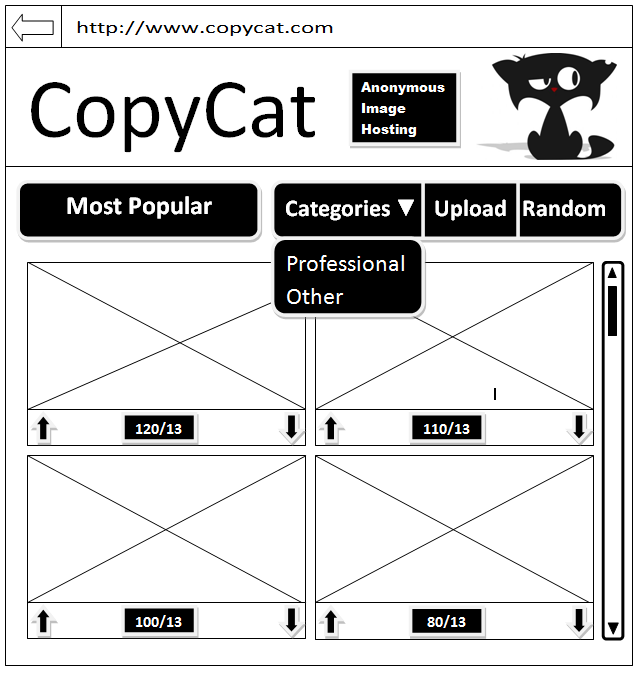 http://www.copycat.com
CopyCat
Anonymous
Image
Hosting
Most Popular
Categories ▼
Upload
Random
Professional
Other
120/13
110/13
100/13
80/13